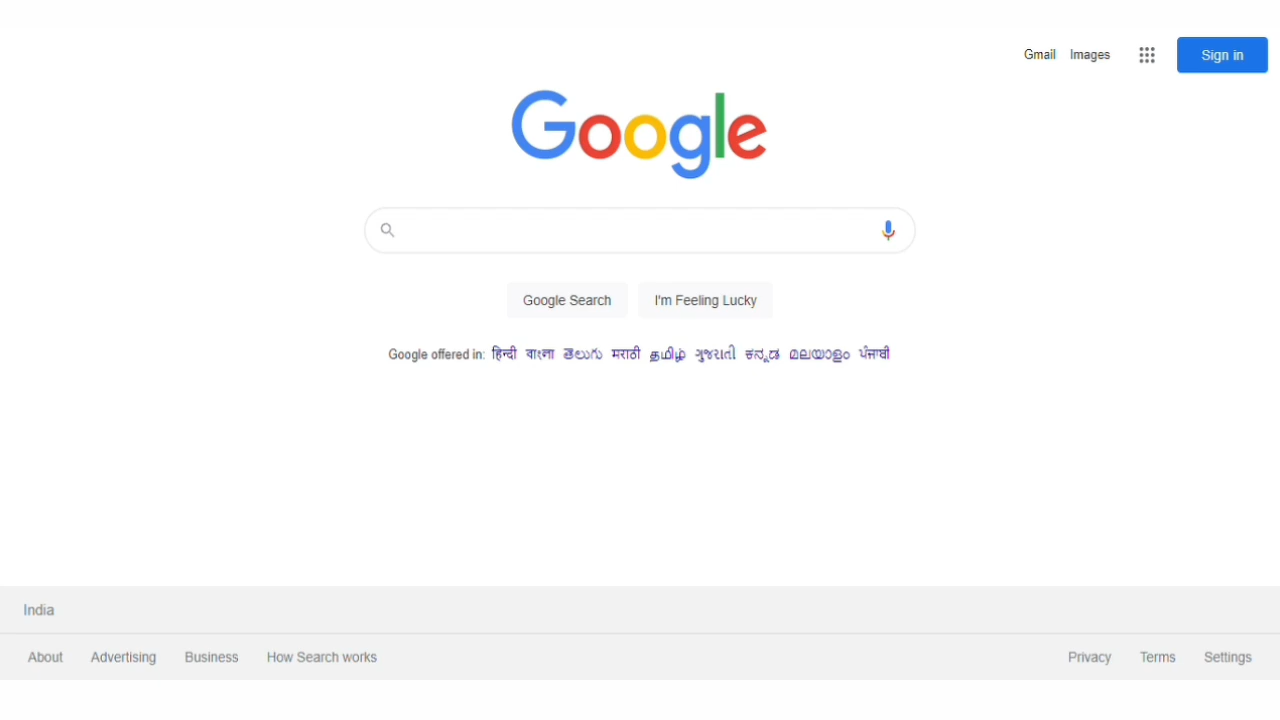 Gmail Images Sign in
Google
Google Search I'm Feeling Lucky
Google offered in: हिन्दी বাংলা తెలుగు मराठी தமிழ் ગુજરાતી ಕನ್ನಡ മലയാളം ਪੰਜਾਬੀ
India
About Advertising Business How Search works Privacy Terms Settings